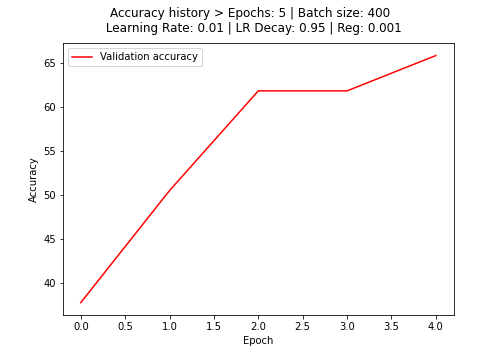 Accuracy history > Epochs: 5 | Batch size: 400
Learning Rate: 0.01 | LR Decay: 0.95 | Reg: 0.001
Validation accuracy
65
60
55
50
45
40
Accuracy
0.0 0.5 1.0 1.5 2.0 2.5 3.0 3.5 4.0
Epoch